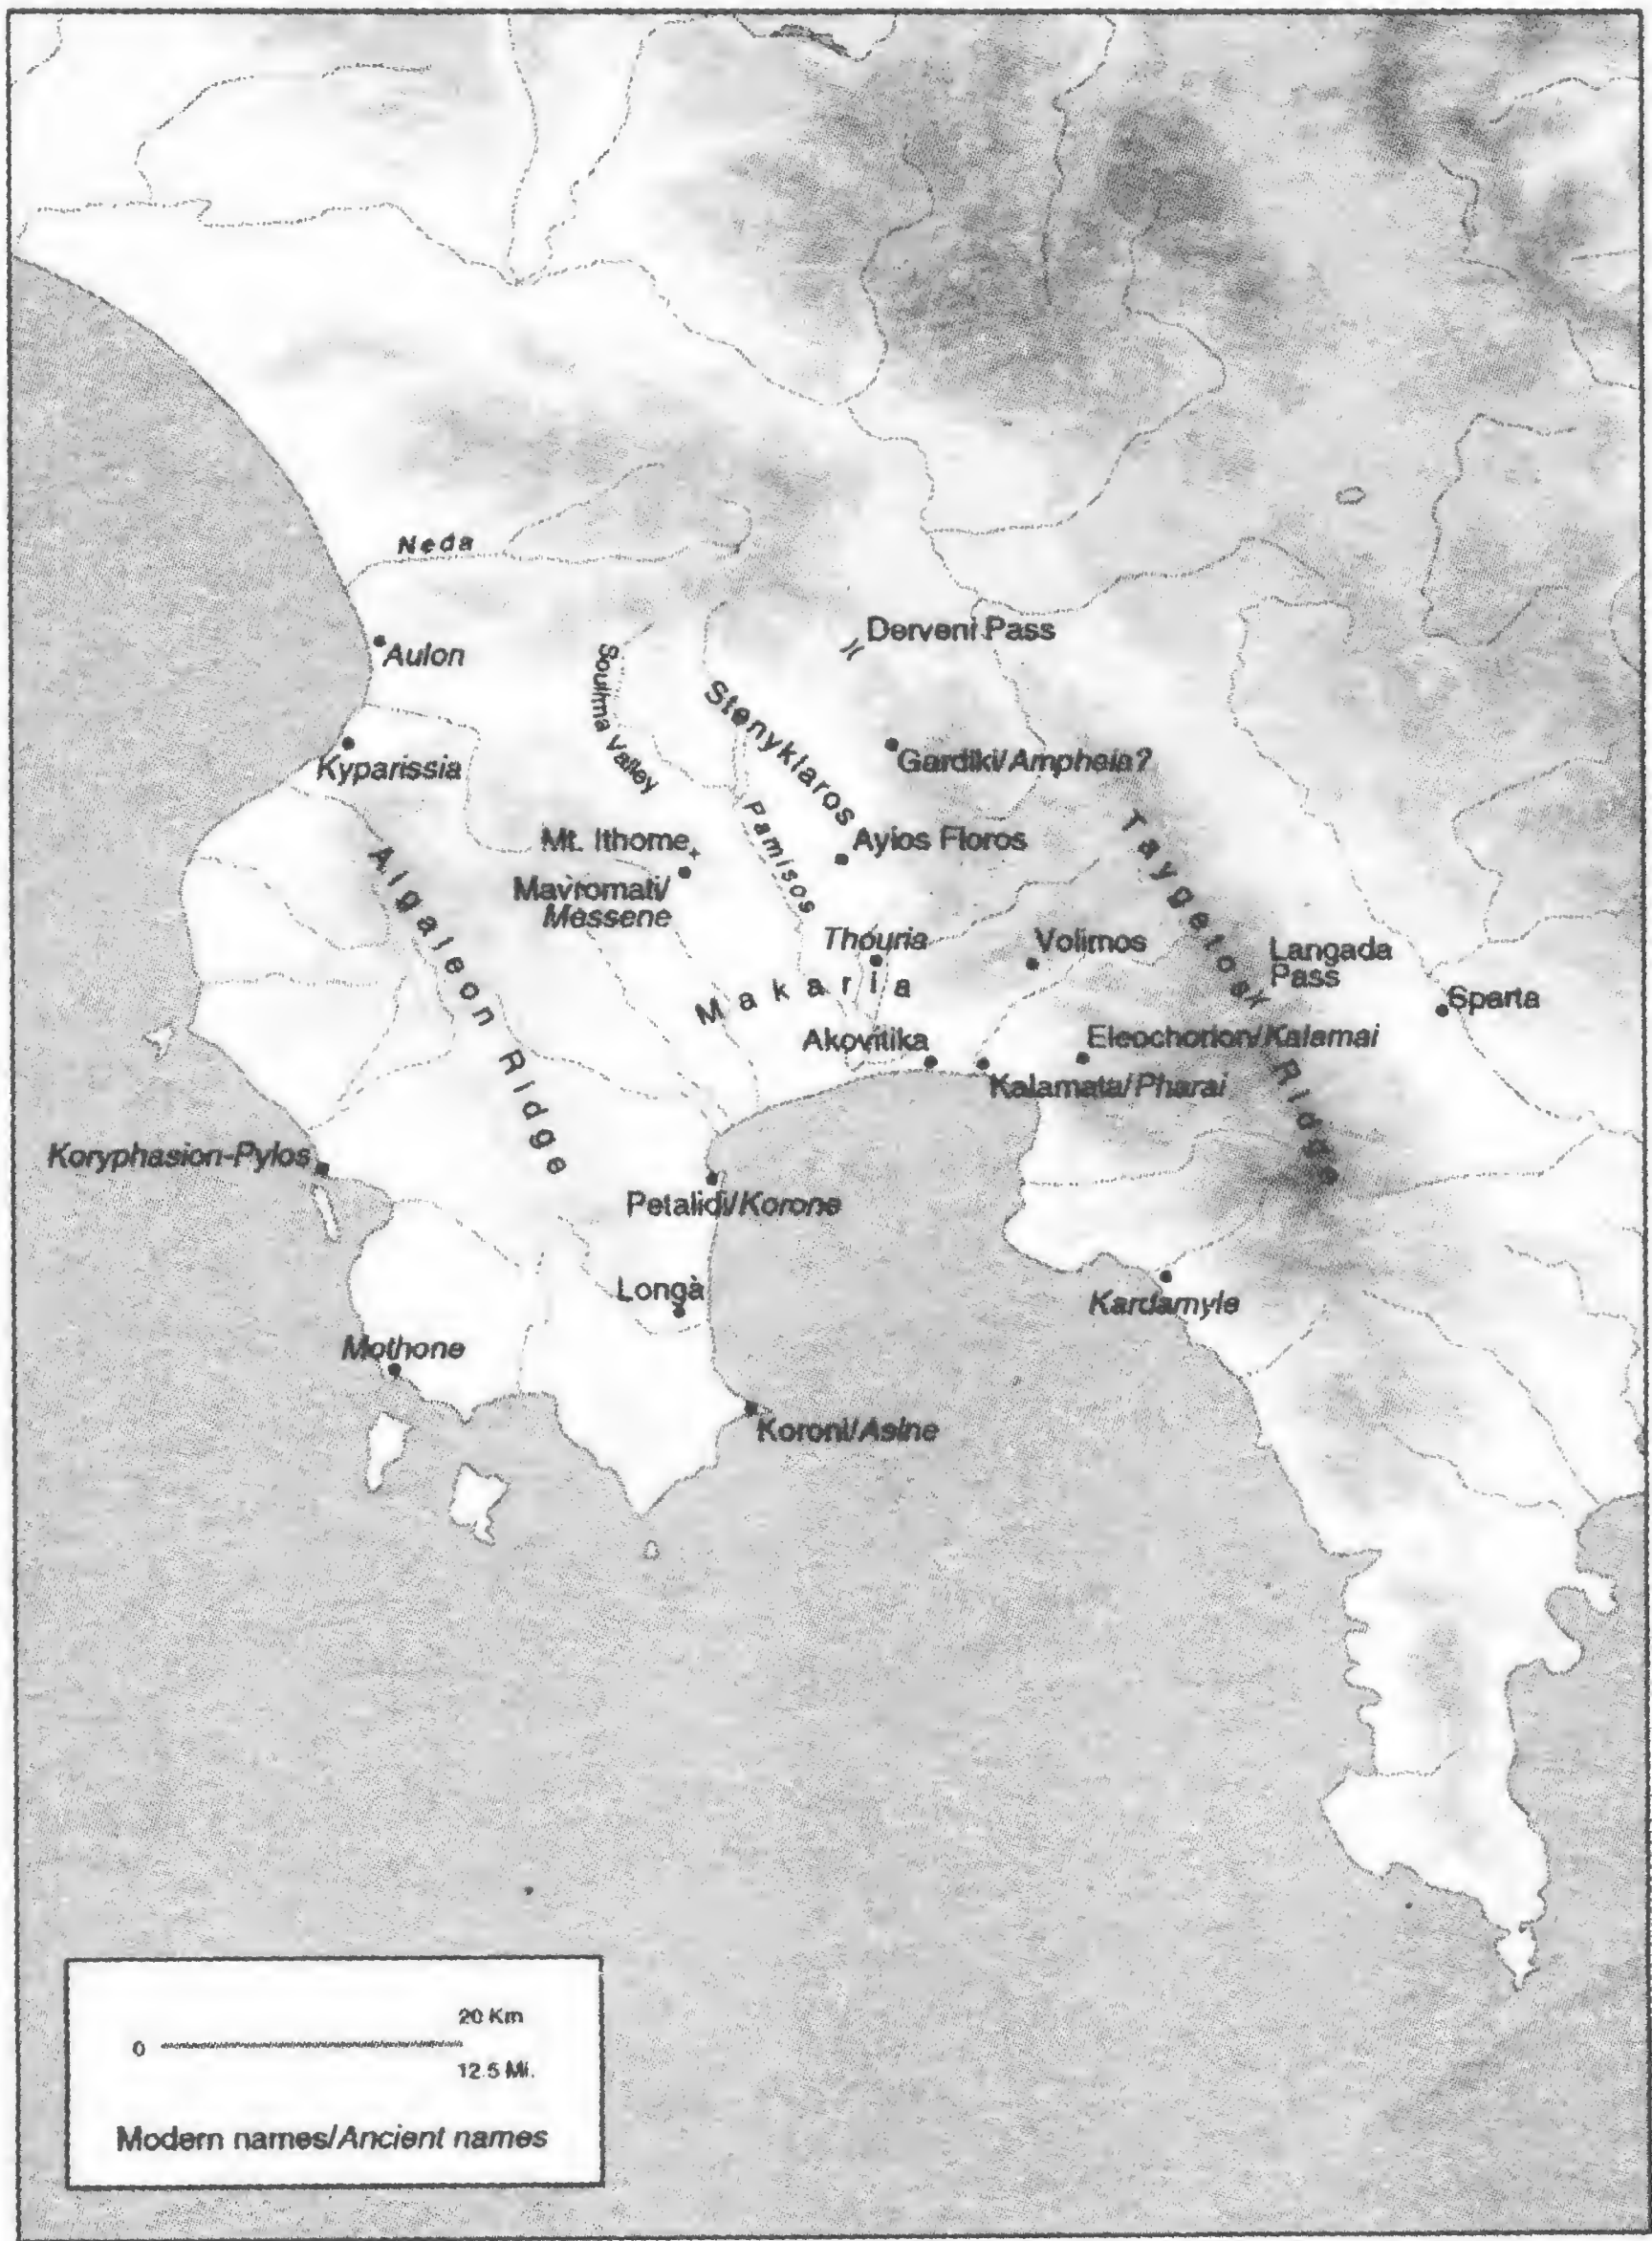 Neda
Derveni Pass
Aulon
Soulima Valley
Stenyklaros
Gardiki/Ampheia?
Kyparissia
Pamisos
Taygetos Ridge
Mt. Ithome
Ayios Floros
Aigaleon Ridge
Mavromati/
Messene
Thouria
Volimos
Langada
Pass
Makaria
Sparta
Akovitika
Eleochorion/Kalamai
Kalamata/Pharai
Koryphasion-Pylos
Petalidi/Korone
Longà
Kardamyle
Mothone
Koroni/Asine
20 Km
0
12.5 Mi.
Modern names/Ancient names